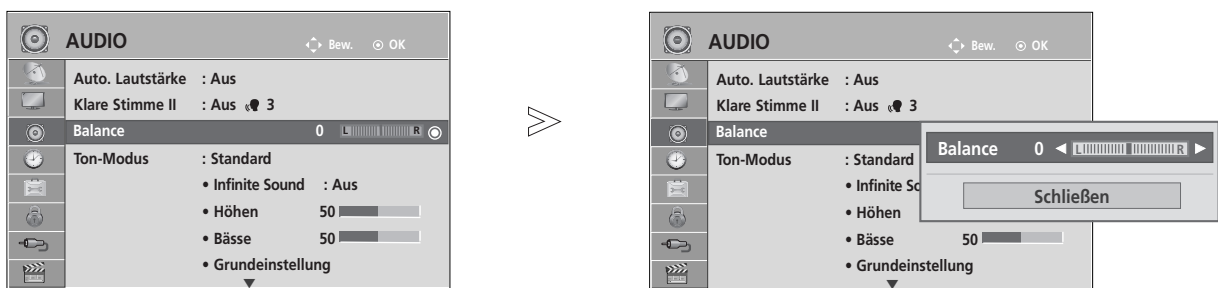 AUDIO
Bew. OK
Auto. Lautstärke : Aus
Klare Stimme II : Aus 3
Balance 0 L R
Ton-Modus : Standard
• Infinite Sound : Aus
• Höhen 50
• Bässe 50
• Grundeinstellung
AUDIO
Bew. OK
Auto. Lautstärke : Aus
Klare Stimme II : Aus 3
Balance
Ton-Modus : Standard
• Infinite So
• Höhen
• Bässe 50
• Grundeinstellung
Balance 0 L R
Schließen